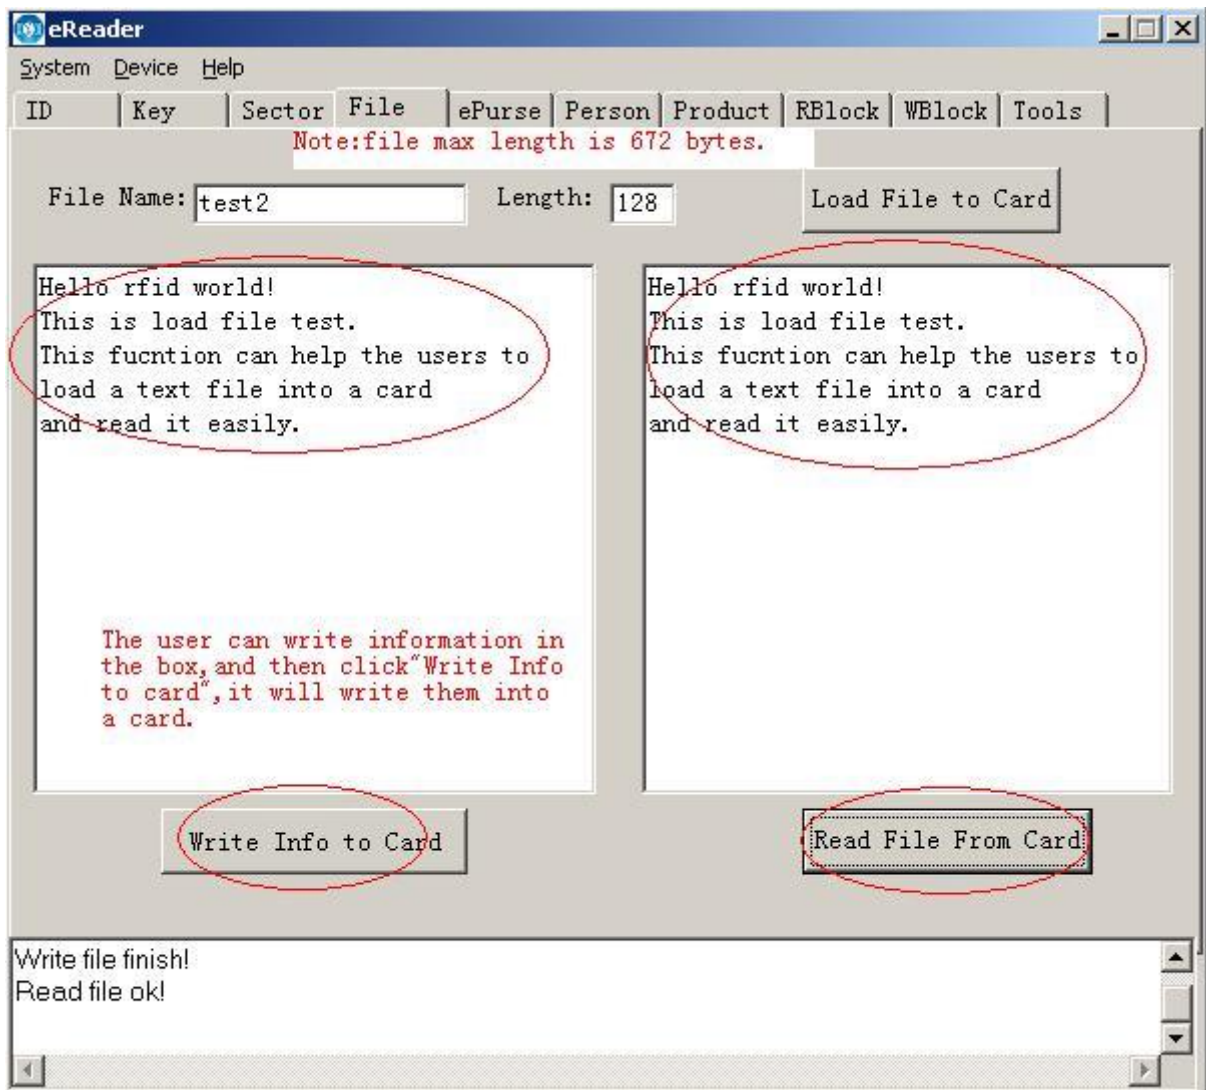 eReader
System Device Help
ID Key Sector File ePurse Person Product RBlock WBlock Tools
Note:file max length is 672 bytes.
File Name: test2 Length: 128 Load File to Card
Hello rfid world!
This is load file test.
This fucntion can help the users to
load a text file into a card
and read it easily.
The user can write information in
the box,and then click"Write Info
to card",it will write them into
a card.
Hello rfid world!
This is load file test.
This fucntion can help the users to
load a text file into a card
and read it easily.
Write Info to Card
Read File From Card
Write file finish!
Read file ok!